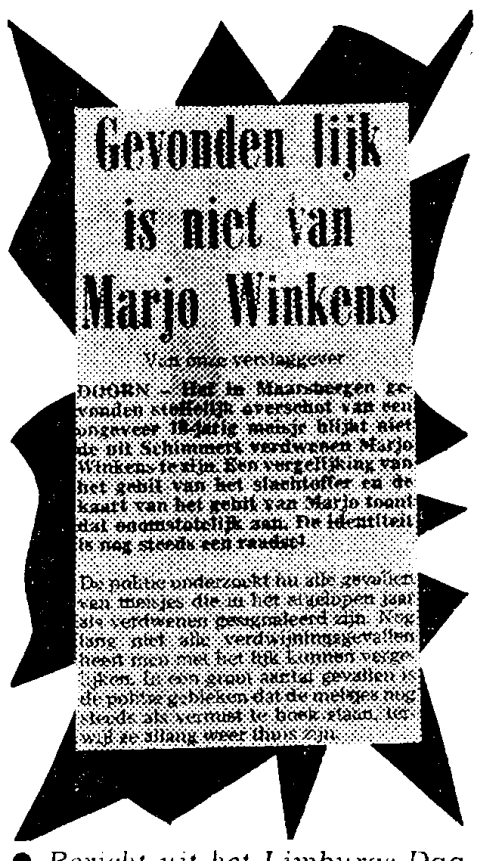 Gevonden lijk
is niet van
Marjo Winkens
Van onze verslaggever
DOORN – Het in Maarsbergen ge-
vonden stoffelijk overschot van een
ongeveer 18-jarig meisje blijkt niet
de uit Schimmert verdwenen Marjo
Winkens te zijn. Een vergelijking van
het gebit van het slachtoffer en de
kaart van het gebit van Marjo toont
dat onomstotelijk aan. De identiteit
is nog steeds een raadsel.
De politie onderzoekt nu alle gevallen
van meisjes die in het afgelopen jaar
als verdwenen gesignaleerd zijn. Nog
lang niet alle verdwijningsgevallen
heeft men met het lijk kunnen verge-
lijken. In een groot aantal gevallen is
de politie gebleken dat de meisjes nog
steeds als vermist te boek staan, ter-
wijl ze allang weer thuis zijn.
● Bericht uit het Limburgs Dag-